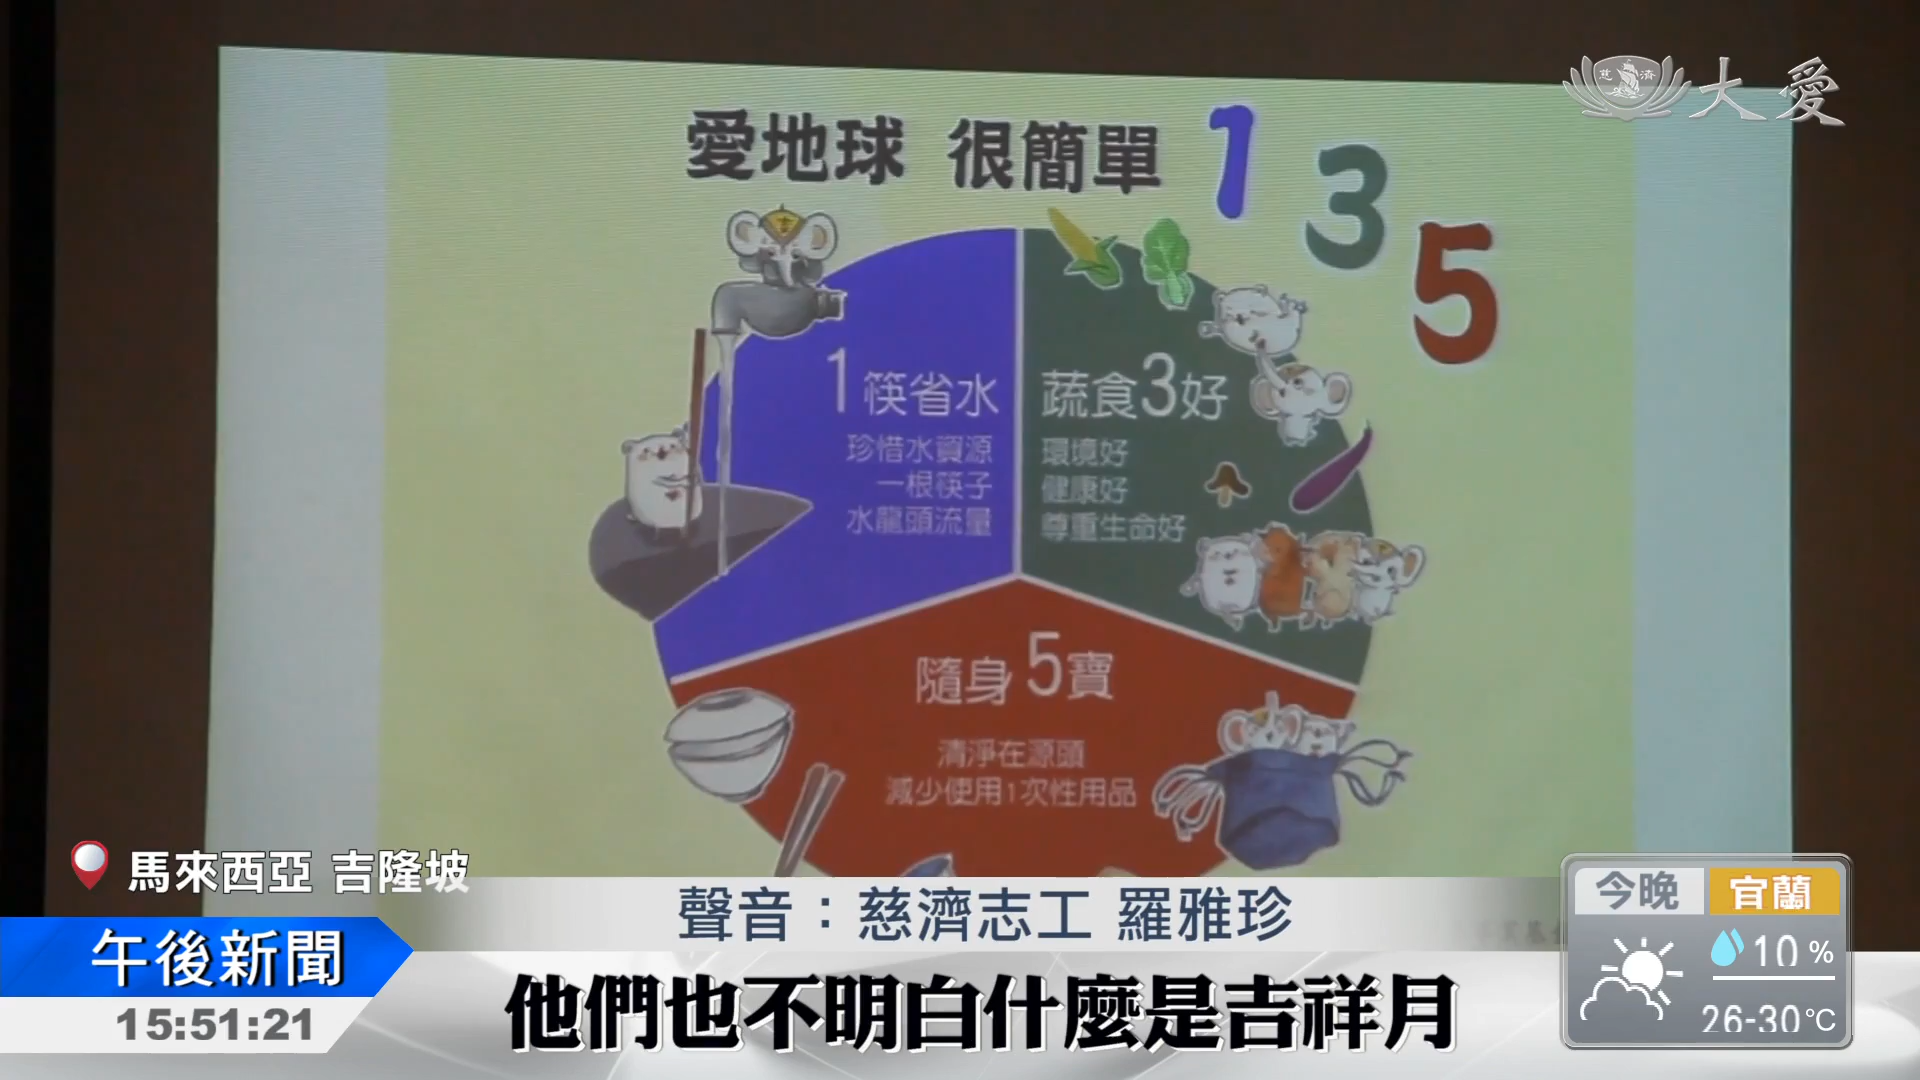 慈濟 大愛
愛地球 很簡單 1 3 5
1筷省水
珍惜水資源
一根筷子
水龍頭流量
蔬食3好
環境好
健康好
尊重生命好
隨身5寶
清淨在源頭
減少使用1次性用品
馬來西亞 吉隆坡
聲音：慈濟志工 羅雅珍
午後新聞
15:51:21
他們也不明白什麼是吉祥月
今晚 宜蘭
10 %
26-30°C